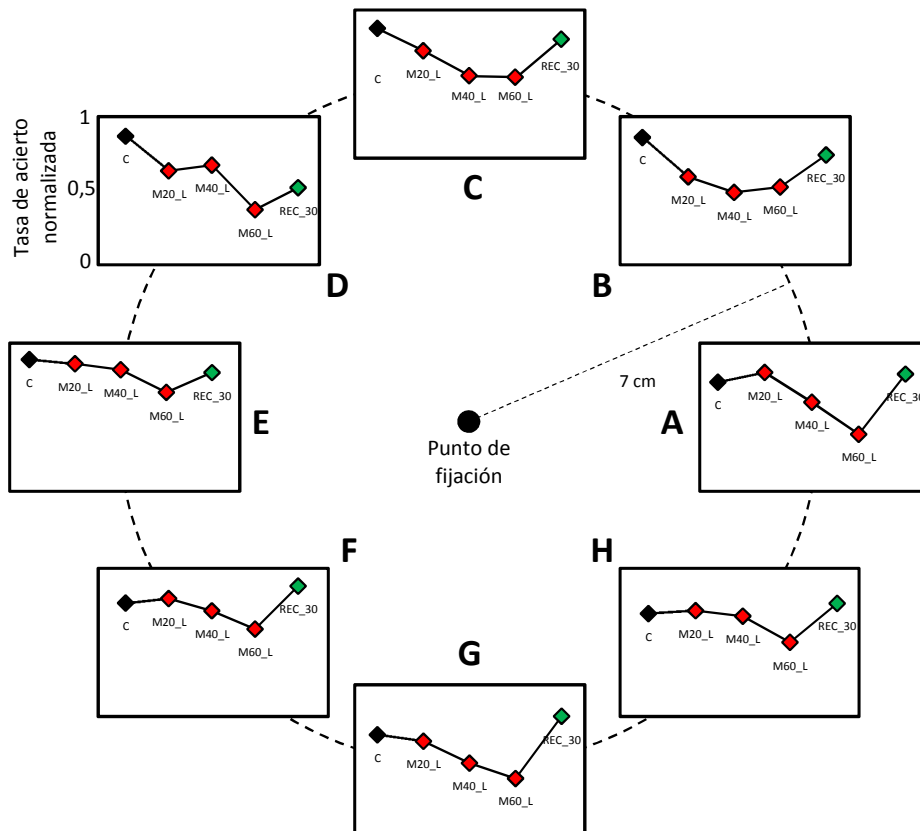 C
M20_L
M40_L
M60_L
REC_30
C
Tasa de acierto
normalizada
1
0,5
0
C
M20_L
M40_L
M60_L
REC_30
D
C
M20_L
M40_L
M60_L
REC_30
B
C
M20_L
M40_L
M60_L
REC_30
E
7 cm
Punto de
fijación
C
M20_L
M40_L
M60_L
REC_30
A
F
C
M20_L
M40_L
M60_L
REC_30
H
C
M20_L
M40_L
M60_L
REC_30
G
C
M20_L
M40_L
M60_L
REC_30